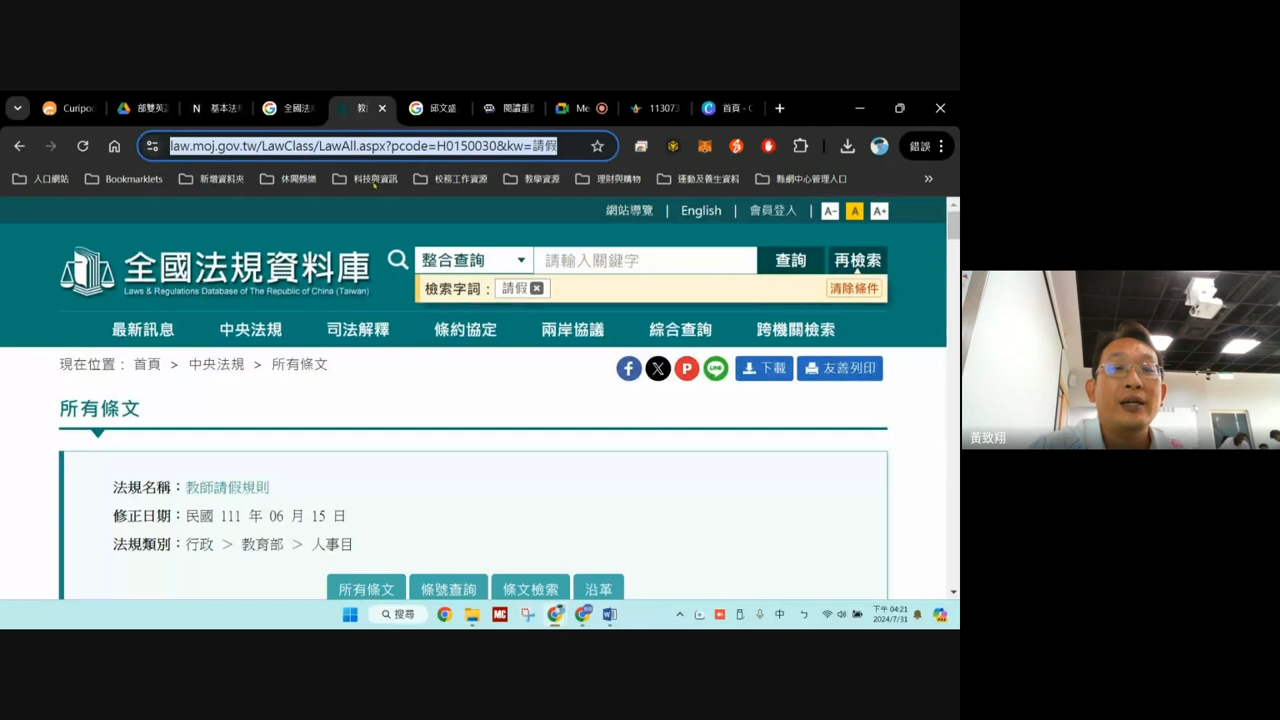 Curipo
部雙英
基本法
全國法
教
邱文盛
閱讀重
Me
11307
首頁 - C
law.moj.gov.tw/LawClass/LawAll.aspx?pcode=H0150030&kw=請假
錯誤
人口網站
Bookmarklets
新增資料夾
休閒娛樂
科技與資訊
校務工作資源
教學資源
理財與購物
運動及養生資料
縣網中心管理入口
網站導覽 | English | 會員登入 | A- A A+
全國法規資料庫
Laws & Regulations Database of The Republic of China (Taiwan)
整合查詢 請輸入關鍵字 查詢 再檢索
檢索字詞： 請假 清除條件
最新訊息 中央法規 司法解釋 條約協定 兩岸協議 綜合查詢 跨機關檢索
現在位置： 首頁 > 中央法規 > 所有條文
下載 友善列印
所有條文
法規名稱：教師請假規則
修正日期：民國 111 年 06 月 15 日
法規類別：行政 > 教育部 > 人事目
所有條文 條號查詢 條文檢索 沿革
搜尋
中
下午 04:21
2024/7/31
黃致翔